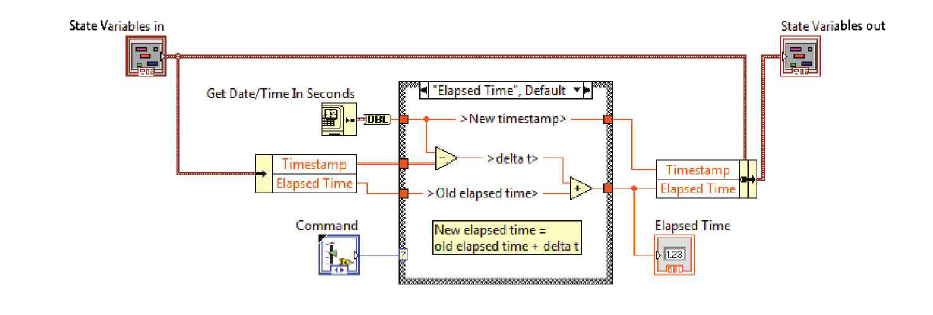 State Variables in
State Variables out
Get Date/Time In Seconds
"Elapsed Time", Default
DBL
>New timestamp>
Timestamp
Elapsed Time
>delta t>
>Old elapsed time>
Timestamp
Elapsed Time
Command
New elapsed time =
old elapsed time + delta t
Elapsed Time
?
1.23